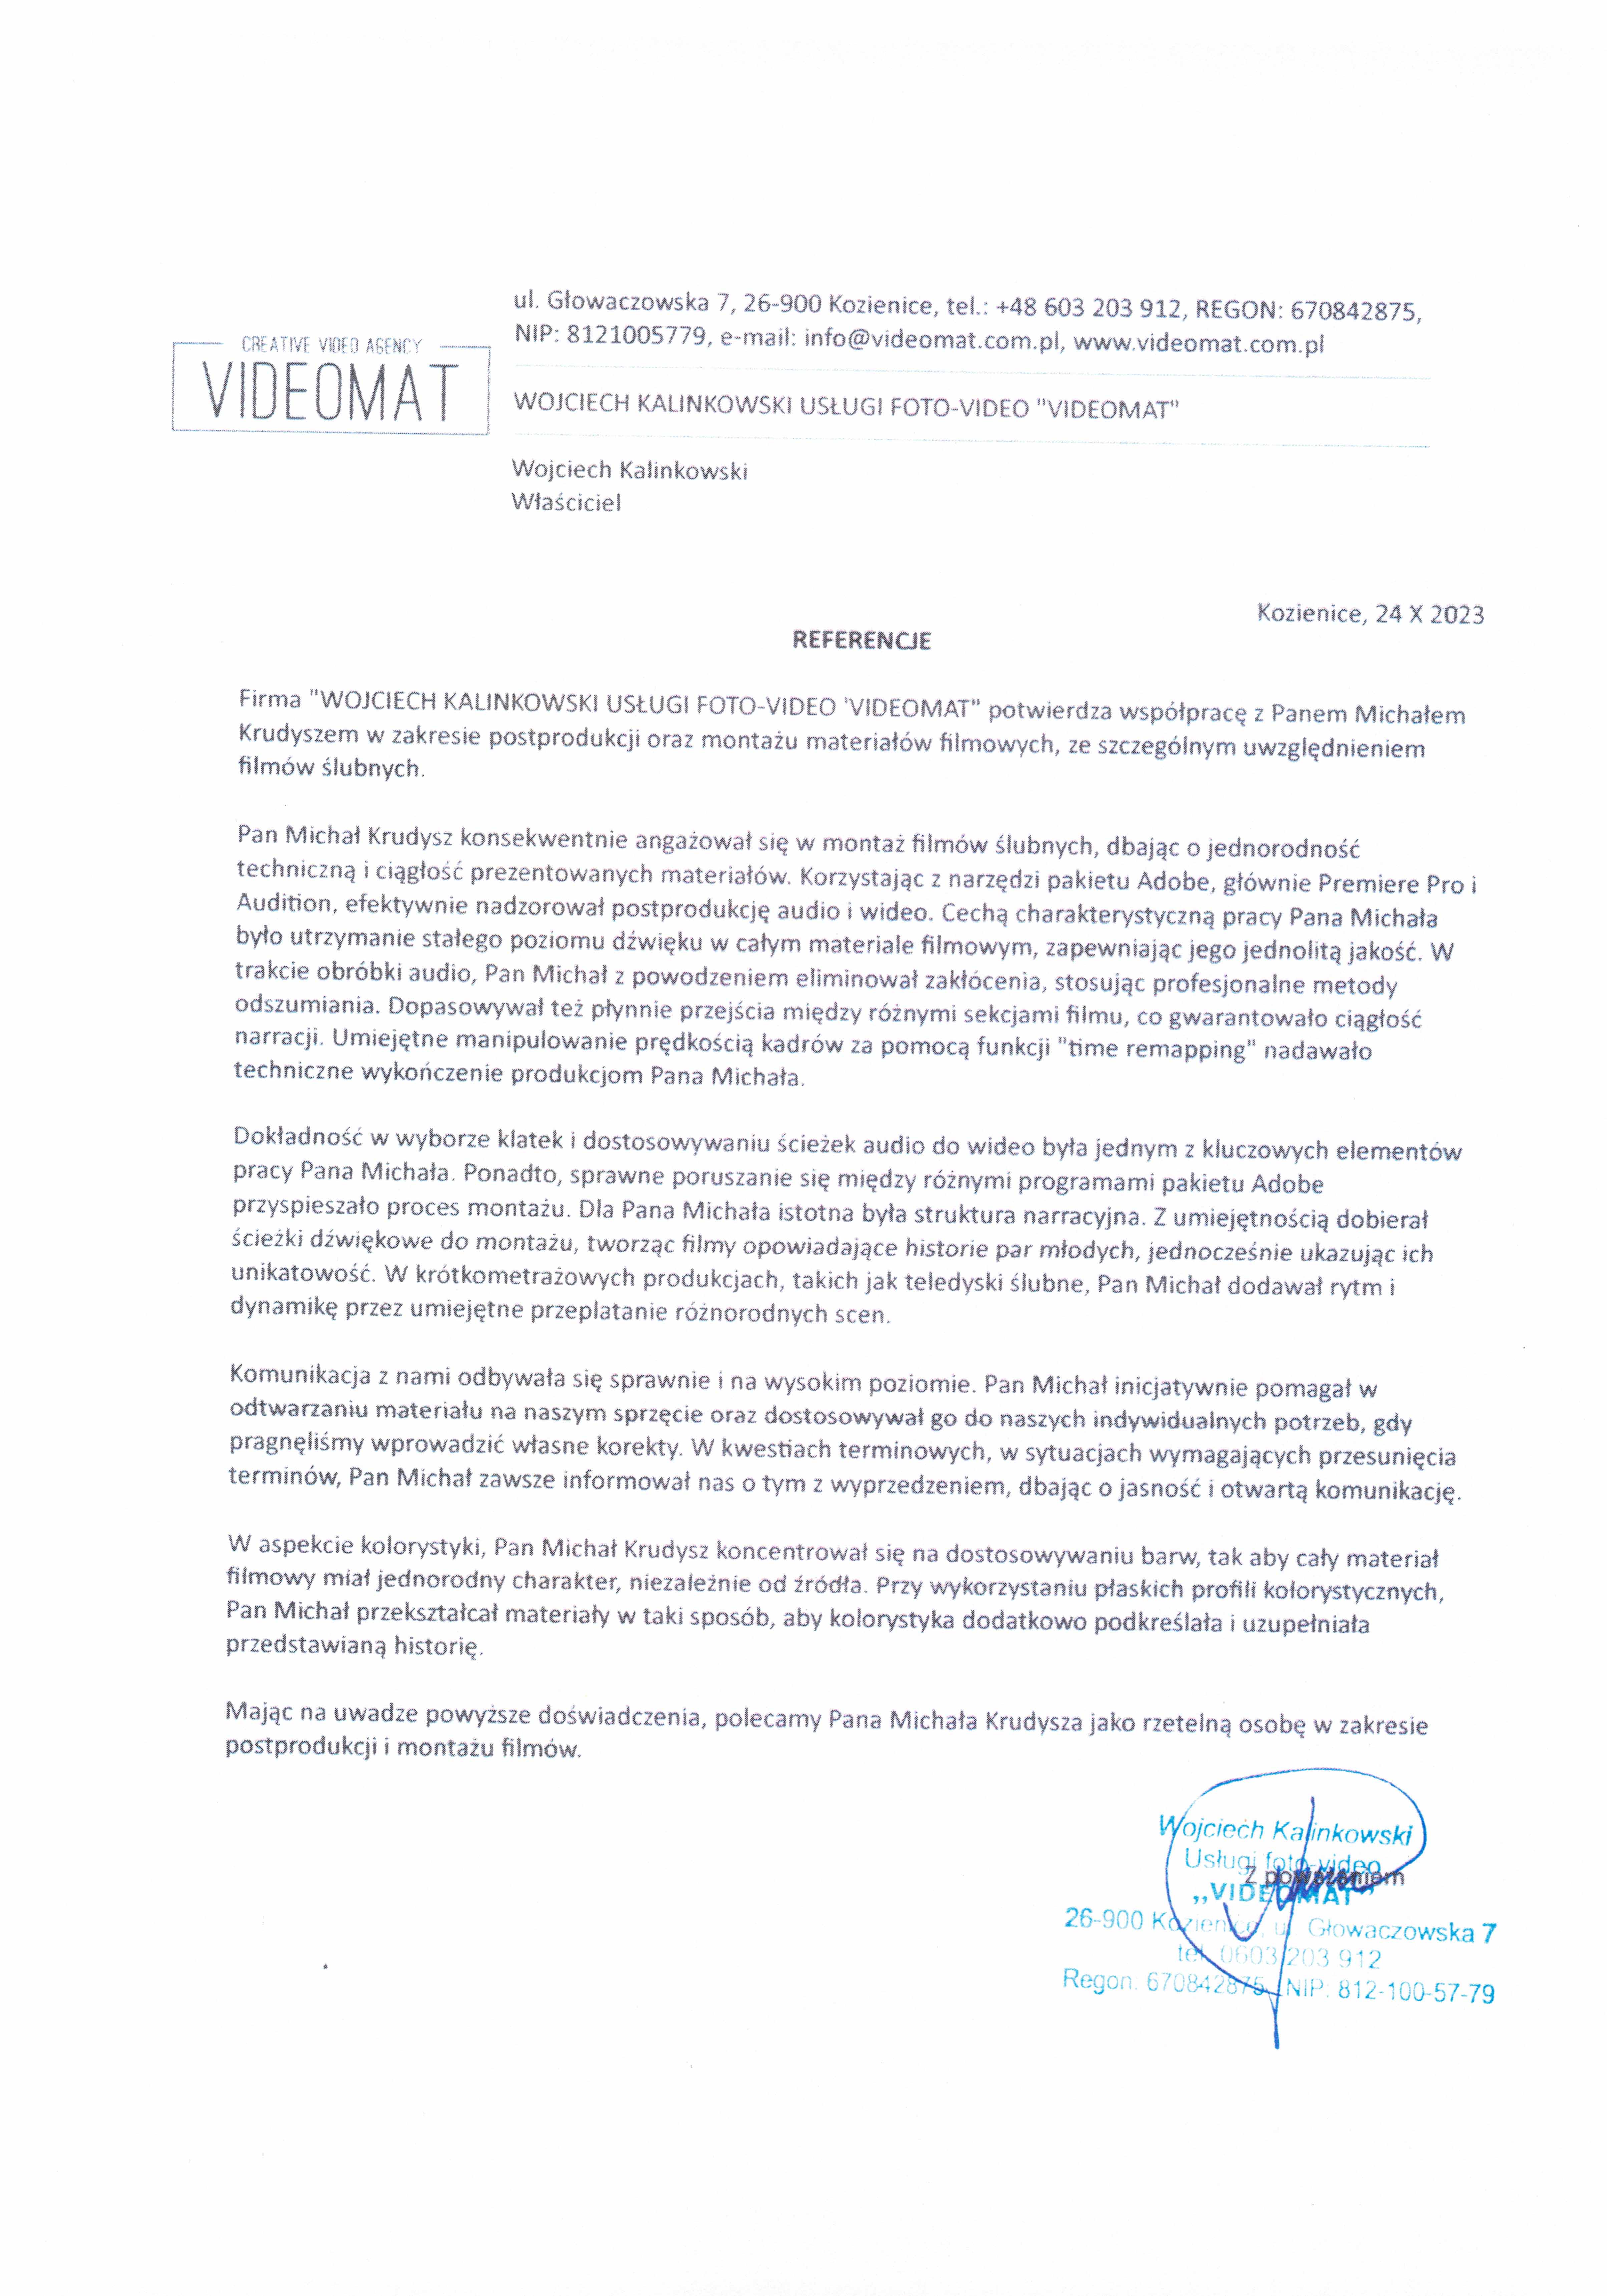 ul. Głowaczowska 7, 26-900 Kozienice, tel.: +48 603 203 912, REGON: 670842875,
NIP: 8121005779, e-mail: info@videomat.com.pl, www.videomat.com.pl
CREATIVE VIDEO AGENCY
VIDEOMAT
WOJCIECH KALINKOWSKI USŁUGI FOTO-VIDEO "VIDEOMAT"
Wojciech Kalinkowski
Właściciel
Kozienice, 24 X 2023
REFERENCJE
Firma "WOJCIECH KALINKOWSKI USŁUGI FOTO-VIDEO 'VIDEOMAT" potwierdza współpracę z Panem Michałem
Krudyszem w zakresie postprodukcji oraz montażu materiałów filmowych, ze szczególnym uwzględnieniem
filmów ślubnych.
Pan Michał Krudysz konsekwentnie angażował się w montaż filmów ślubnych, dbając o jednorodność
techniczną i ciągłość prezentowanych materiałów. Korzystając z narzędzi pakietu Adobe, głównie Premiere Pro i
Audition, efektywnie nadzorował postprodukcję audio i wideo. Cechą charakterystyczną pracy Pana Michała
było utrzymanie stałego poziomu dźwięku w całym materiale filmowym, zapewniając jego jednolitą jakość. W
trakcie obróbki audio, Pan Michał z powodzeniem eliminował zakłócenia, stosując profesjonalne metody
odszumiania. Dopasowywał też płynnie przejścia między różnymi sekcjami filmu, co gwarantowało ciągłość
narracji. Umiejętne manipulowanie prędkością kadrów za pomocą funkcji "time remapping" nadawało
techniczne wykończenie produkcjom Pana Michała.
Dokładność w wyborze klatek i dostosowywaniu ścieżek audio do wideo była jednym z kluczowych elementów
pracy Pana Michała. Ponadto, sprawne poruszanie się między różnymi programami pakietu Adobe
przyspieszało proces montażu. Dla Pana Michała istotna była struktura narracyjna. Z umiejętnością dobierał
ścieżki dźwiękowe do montażu, tworząc filmy opowiadające historie par młodych, jednocześnie ukazując ich
unikatowość. W krótkometrażowych produkcjach, takich jak teledyski ślubne, Pan Michał dodawał rytm i
dynamikę przez umiejętne przeplatanie różnorodnych scen.
Komunikacja z nami odbywała się sprawnie i na wysokim poziomie. Pan Michał inicjatywnie pomagał w
odtwarzaniu materiału na naszym sprzęcie oraz dostosowywał go do naszych indywidualnych potrzeb, gdy
pragnęliśmy wprowadzić własne korekty. W kwestiach terminowych, w sytuacjach wymagających przesunięcia
terminów, Pan Michał zawsze informował nas o tym z wyprzedzeniem, dbając o jasność i otwartą komunikację.
W aspekcie kolorystyki, Pan Michał Krudysz koncentrował się na dostosowywaniu barw, tak aby cały materiał
filmowy miał jednorodny charakter, niezależnie od źródła. Przy wykorzystaniu płaskich profili kolorystycznych,
Pan Michał przekształcał materiały w taki sposób, aby kolorystyka dodatkowo podkreślała i uzupełniała
przedstawianą historię.
Mając na uwadze powyższe doświadczenia, polecamy Pana Michała Krudysza jako rzetelną osobę w zakresie
postprodukcji i montażu filmów.
Wojciech Kalinkowski
Usługi foto-video
Z poważaniem
„VIDEOMAT"
26-900 Kozienice, ul. Głowaczowska 7
tel. 0603 203 912
Regon: 670842875, NIP: 812-100-57-79